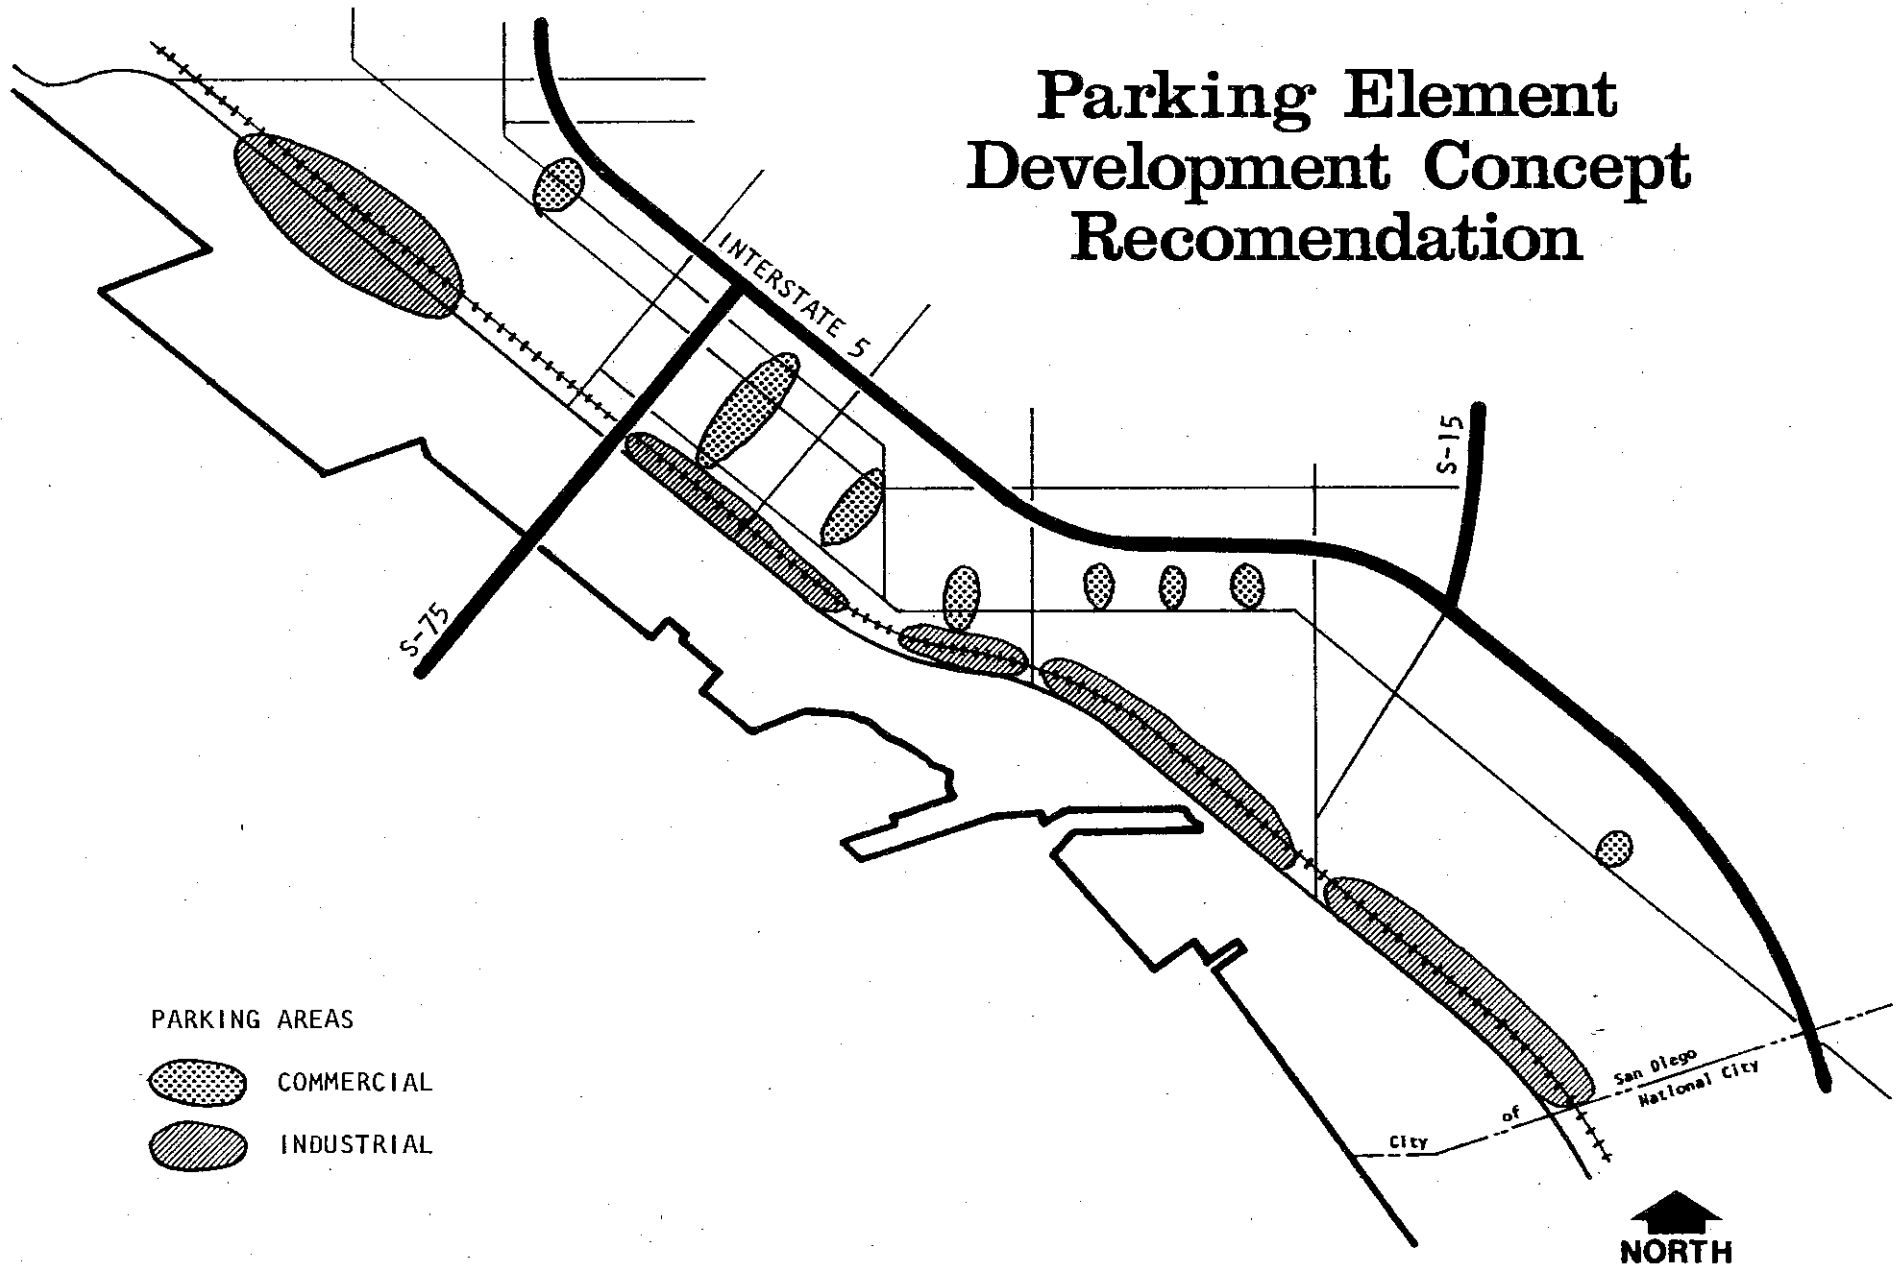 Parking Element
Development Concept
Recomendation
INTERSTATE 5
S-15
S-75
PARKING AREAS
COMMERCIAL
INDUSTRIAL
City of San Diego
National City
NORTH